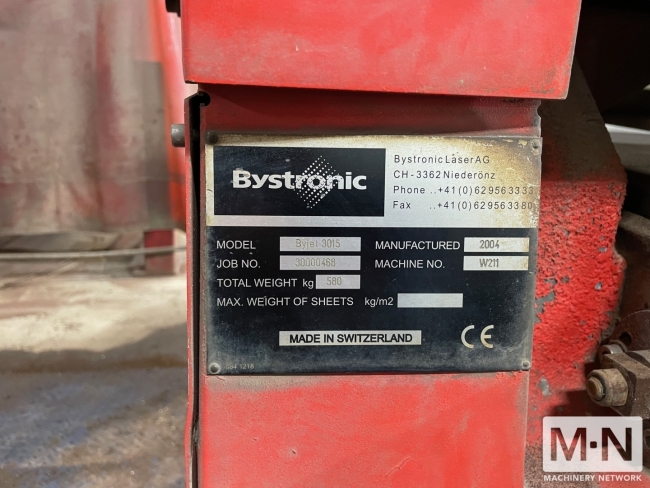 Bystronic
Bystronic Laser AG
CH-3362 Niederönz
Phone ..+41(0)629563333
Fax ..+41(0)629563380
MODEL Byjet 3015 MANUFACTURED 2004
JOB NO. 30000468 MACHINE NO. W211
TOTAL WEIGHT kg 580
MAX. WEIGHT OF SHEETS kg/m2
MADE IN SWITZERLAND CE
M·N
MACHINERY NETWORK